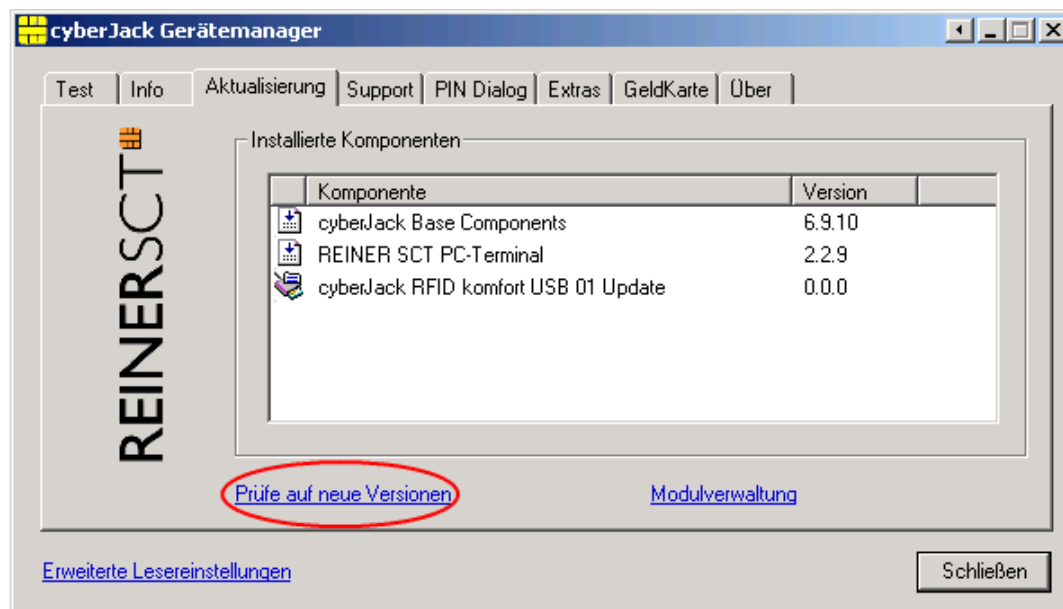 cyberJack Gerätemanager
Test Info Aktualisierung Support PIN Dialog Extras GeldKarte Über
REINERSCT
Installierte Komponenten
Komponente Version
cyberJack Base Components 6.9.10
REINER SCT PC-Terminal 2.2.9
cyberJack RFID komfort USB 01 Update 0.0.0
Prüfe auf neue Versionen Modulverwaltung
Erweiterte Lesereinstellungen Schließen